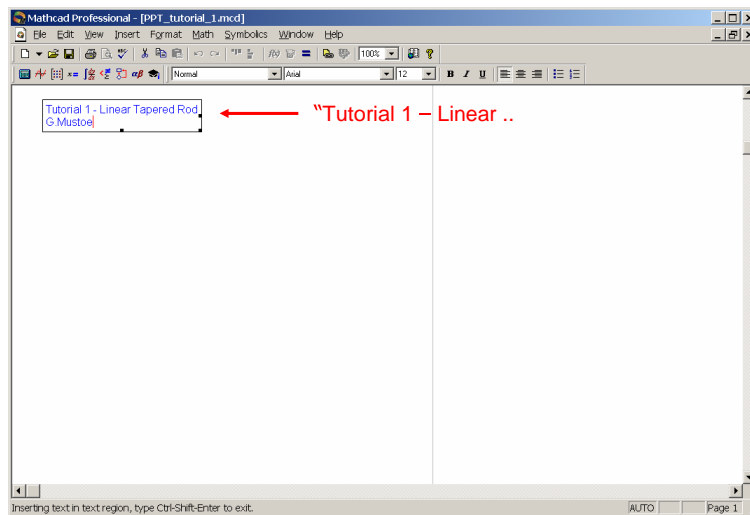 Mathcad Professional - [PPT_tutorial_1.mcd]
File Edit View Insert Format Math Symbolics Window Help
100%
Normal Arial 12 B I U
Tutorial 1 - Linear Tapered Rod
G.Mustoe
“Tutorial 1 – Linear ..
Inserting text in text region, type Ctrl-Shift-Enter to exit. AUTO Page 1